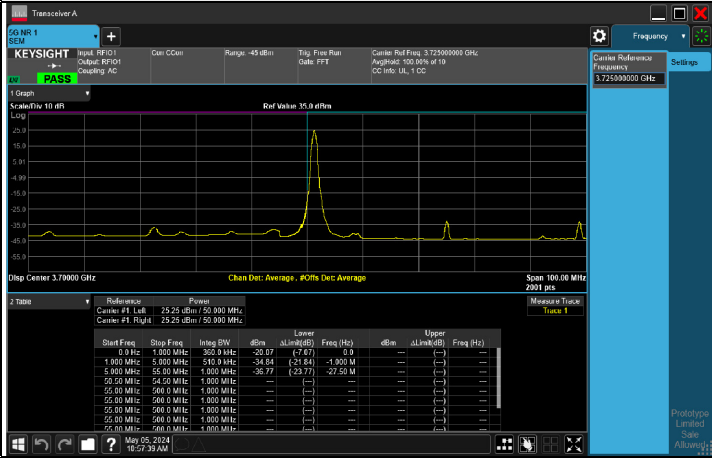 Transceiver A
5G NR 1
SEM
Frequency
KEYSIGHT
Input: RFIO1
Output: RFIO1
Coupling: AC
Corr CCorr
Range: -45 dBm
Trig: Free Run
Gate: FFT
Carrier Ref Freq. 3.725000000 GHz
Avg|Hold: 100.00% of 10
CC Info: UL, 1 CC
PASS
Carrier Reference
Frequency
3.725000000 GHz
Settings
1 Graph
Scale/Div 10 dB
Ref Value 35.0 dBm
Log
25.0
15.0
5.91
-4.99
-15.0
-25.0
-35.0
-45.0
-55.0
Disp Center 3.70000 GHz
Chan Det: Average , #Offs Det: Average
Span 100.00 MHz
2001 pts
2 Table
Reference Power
Carrier #1. Left 25.25 dBm / 50.000 MHz
Carrier #1. Right 25.25 dBm / 50.000 MHz
Measure Trace
Trace 1
Lower Upper
Start Freq Stop Freq Integ BW dBm ΔLimit(dB) Freq (Hz) dBm ΔLimit(dB) Freq (Hz)
0.0 Hz 1.000 MHz 360.0 kHz -20.07 (-7.07) 0.0 --- (---) ---
1.000 MHz 5.000 MHz 510.0 kHz -34.84 (-21.84) -1.000 M --- (---) ---
5.000 MHz 55.00 MHz 1.000 MHz -36.77 (-23.77) -27.50 M --- (---) ---
50.50 MHz 54.50 MHz 1.000 MHz --- (---) --- --- (---) ---
55.00 MHz 500.0 MHz 1.000 MHz --- (---) --- --- (---) ---
55.00 MHz 500.0 MHz 1.000 MHz --- (---) --- --- (---) ---
55.00 MHz 500.0 MHz 1.000 MHz --- (---) --- --- (---) ---
55.00 MHz 500.0 MHz 1.000 MHz --- (---) --- --- (---) ---
55.00 MHz 500.0 MHz 1.000 MHz --- (---) --- --- (---) ---
May 05, 2024
10:57:39 AM
Prototype
Limited
Sale
Allowed